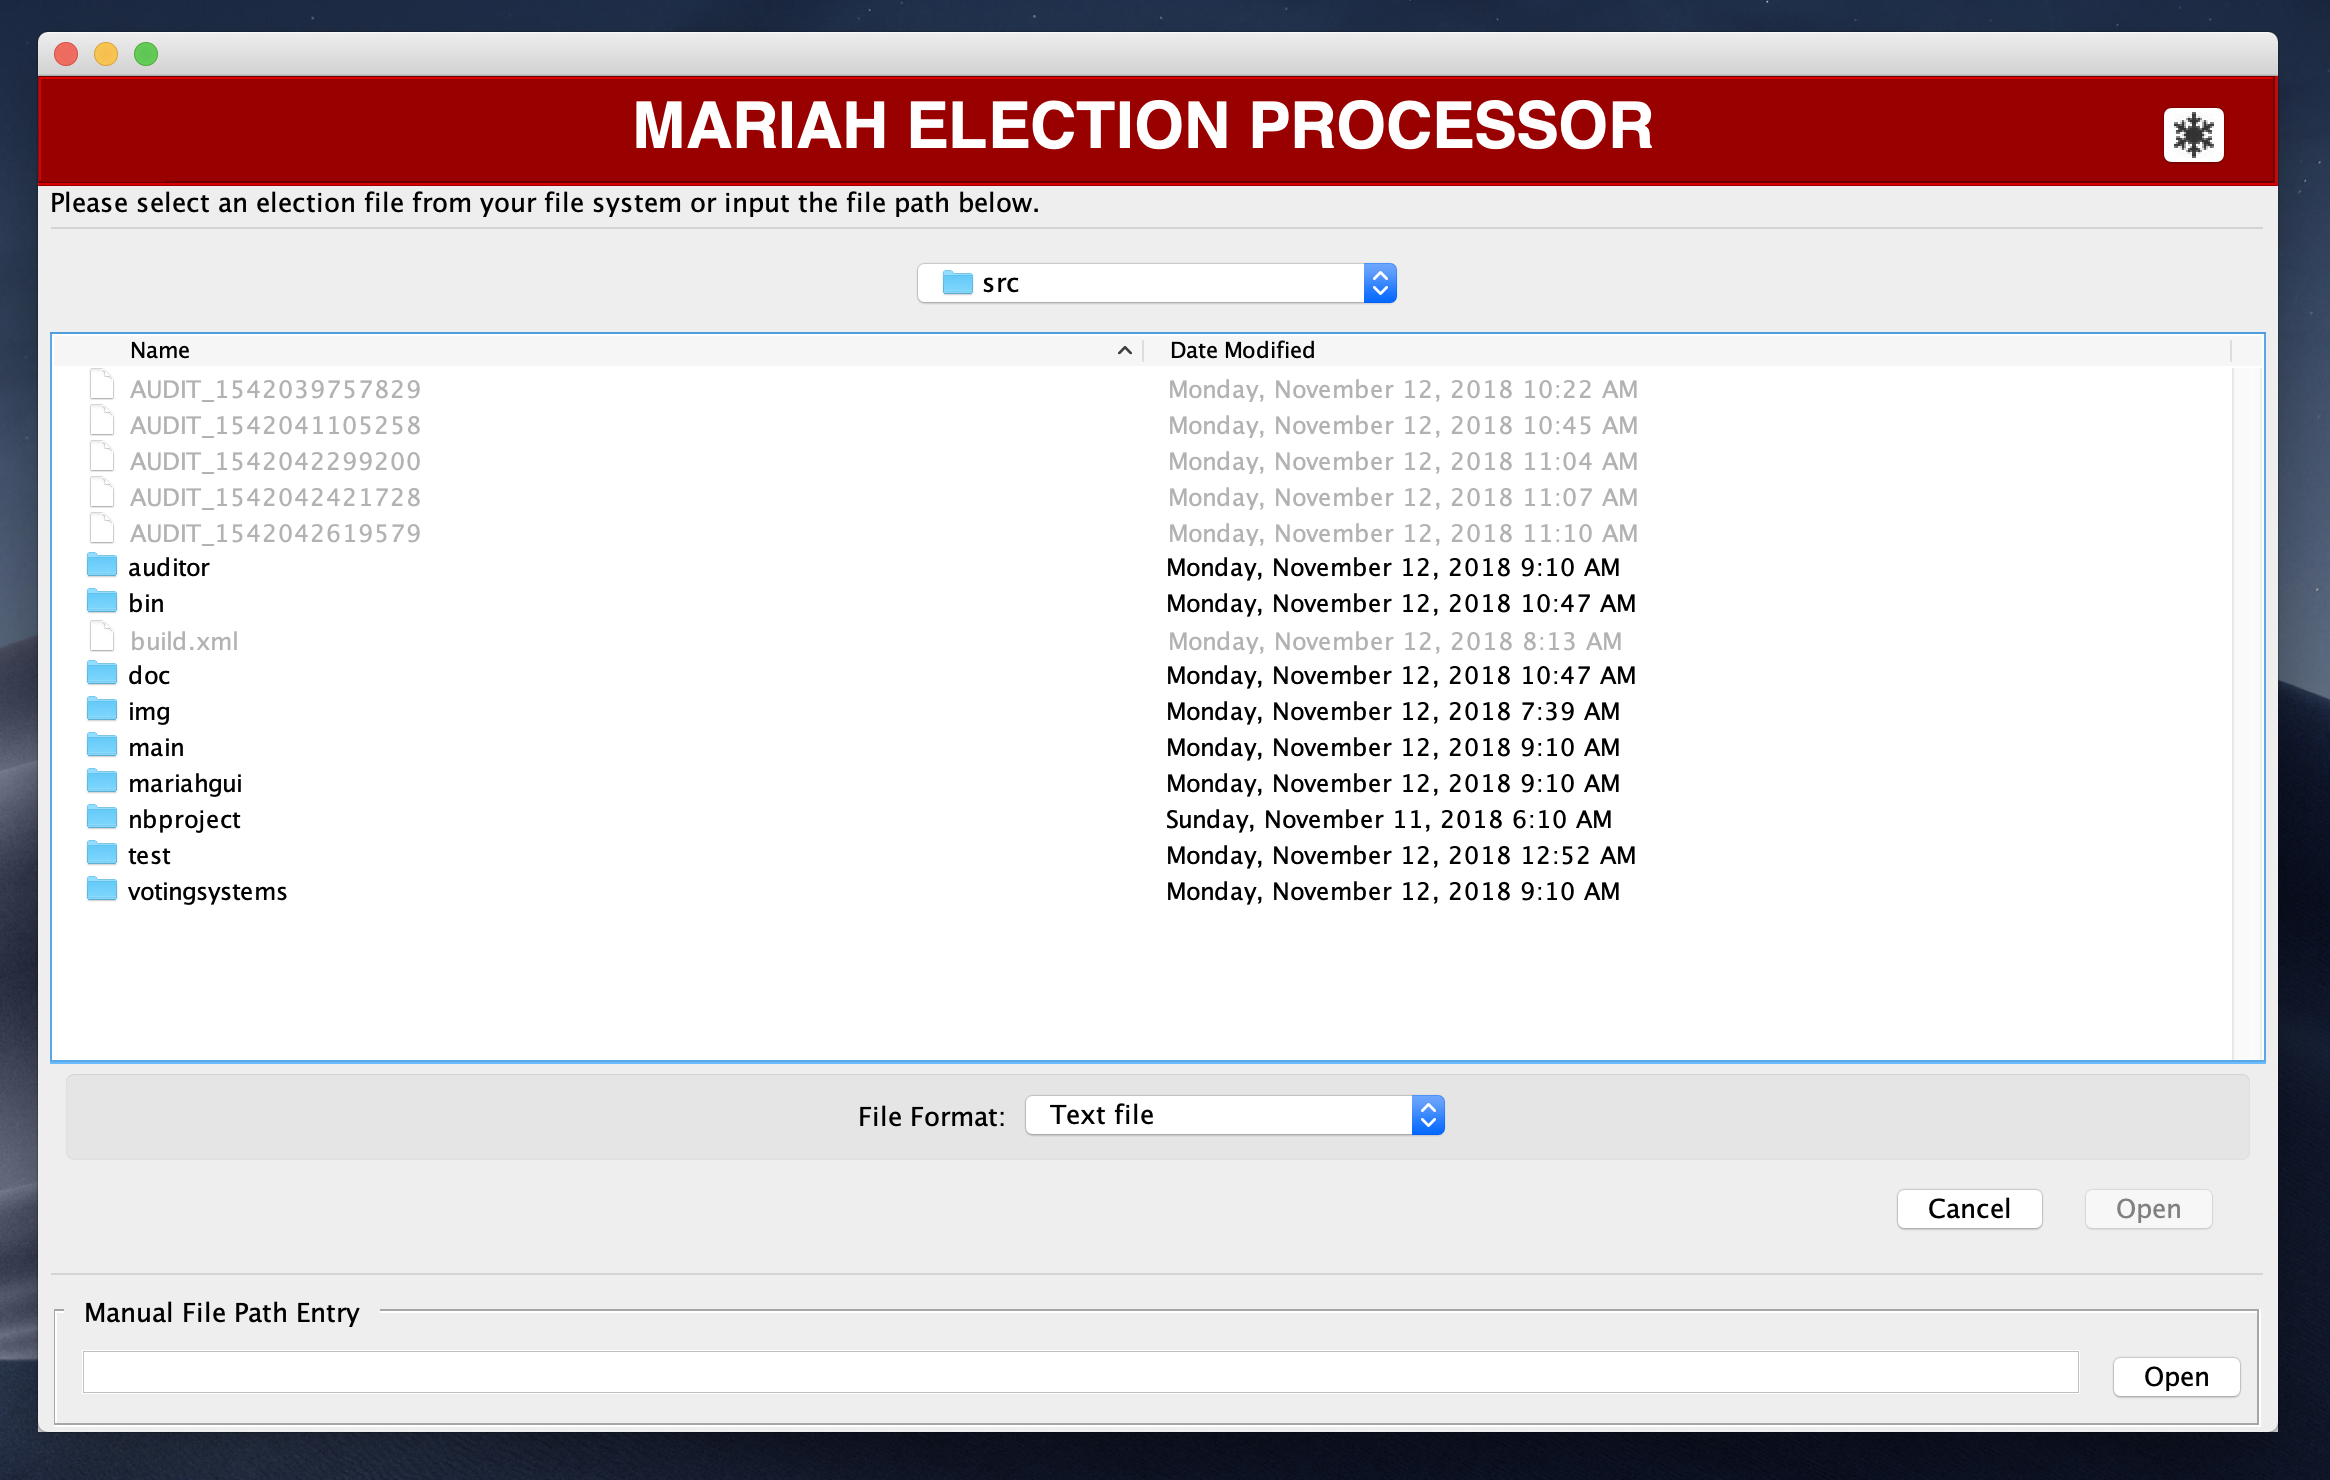 MARIAH ELECTION PROCESSOR
Please select an election file from your file system or input the file path below.
src
Name Date Modified
AUDIT_1542039757829 Monday, November 12, 2018 10:22 AM
AUDIT_1542041105258 Monday, November 12, 2018 10:45 AM
AUDIT_1542042299200 Monday, November 12, 2018 11:04 AM
AUDIT_1542042421728 Monday, November 12, 2018 11:07 AM
AUDIT_1542042619579 Monday, November 12, 2018 11:10 AM
auditor Monday, November 12, 2018 9:10 AM
bin Monday, November 12, 2018 10:47 AM
build.xml Monday, November 12, 2018 8:13 AM
doc Monday, November 12, 2018 10:47 AM
img Monday, November 12, 2018 7:39 AM
main Monday, November 12, 2018 9:10 AM
mariahgui Monday, November 12, 2018 9:10 AM
nbproject Sunday, November 11, 2018 6:10 AM
test Monday, November 12, 2018 12:52 AM
votingsystems Monday, November 12, 2018 9:10 AM
File Format: Text file
Cancel Open
Manual File Path Entry
Open